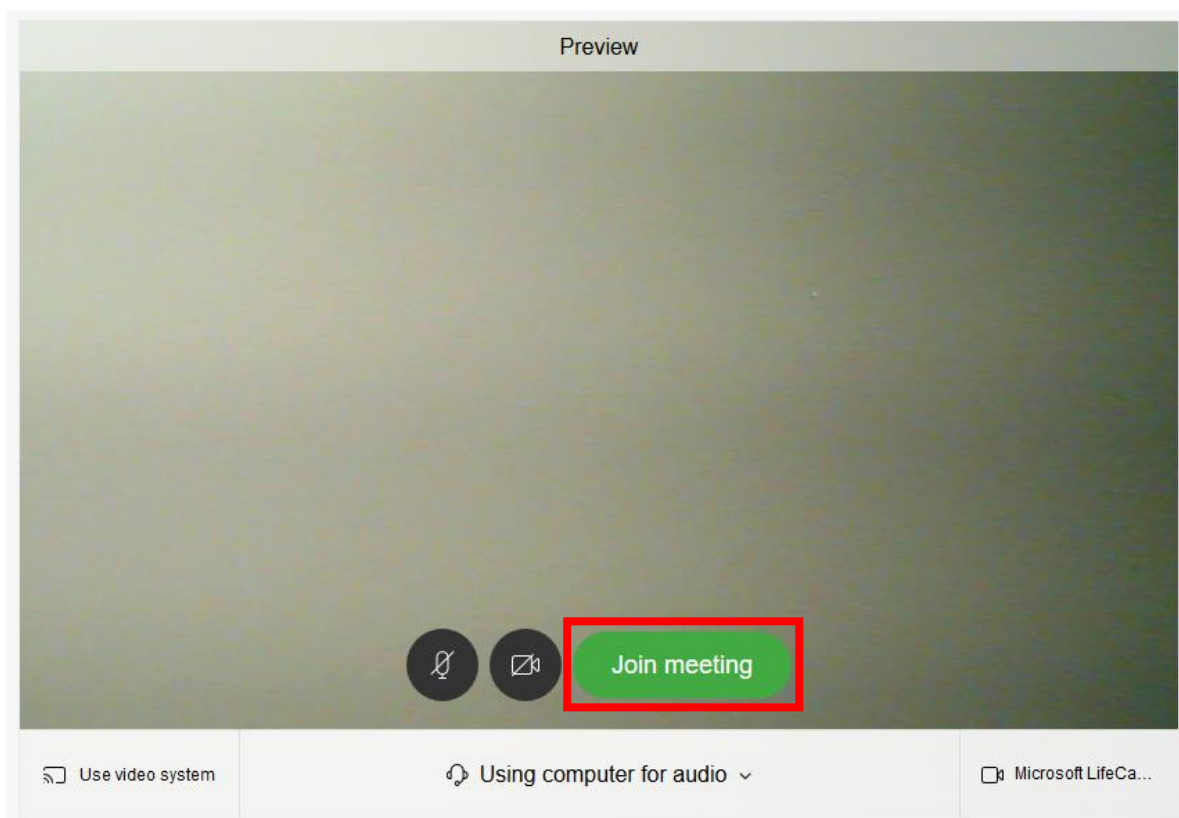 Preview
Join meeting
Use video system
Using computer for audio
Microsoft LifeCa...